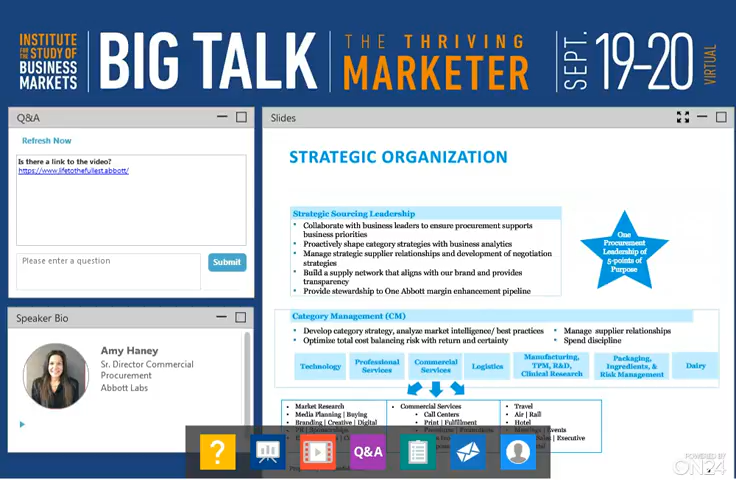 INSTITUTE
FOR THE STUDY OF
BUSINESS
MARKETS
BIG TALK
THE THRIVING
MARKETER
SEPT.
19-20
VIRTUAL
Q&A
Refresh Now
Is there a link to the video?
https://www.lifetothefullest.abbott/
Please enter a question
Submit
Speaker Bio
Amy Haney
Sr. Director Commercial
Procurement
Abbott Labs
Slides
STRATEGIC ORGANIZATION
Strategic Sourcing Leadership
• Collaborate with business leaders to ensure procurement supports
business priorities
• Proactively shape category strategies with business analytics
• Manage strategic supplier relationships and development of negotiation
strategies
• Build a supply network that aligns with our brand and provides
transparency
• Provide stewardship to One Abbott margin enhancement pipeline
One
Procurement
Leadership of
5-points of
Purpose
Category Management (CM)
• Develop category strategy, analyze market intelligence/ best practices
• Optimize total cost balancing risk with return and certainty
• Manage supplier relationships
• Spend discipline
Technology
Professional
Services
Commercial
Services
Logistics
Manufacturing,
TPM, R&D,
Clinical Research
Packaging,
Ingredients, &
Risk Management
Dairy
• Market Research
• Media Planning | Buying
• Branding | Creative | Digital
• PR | Sponsorships
• Commercial Services
• Call Centers
• Print | Fulfillment
• Travel
• Air | Rail
• Hotel
• Meetings | Events
Sales | Executive
?
Q&A
POWERED BY
ON24